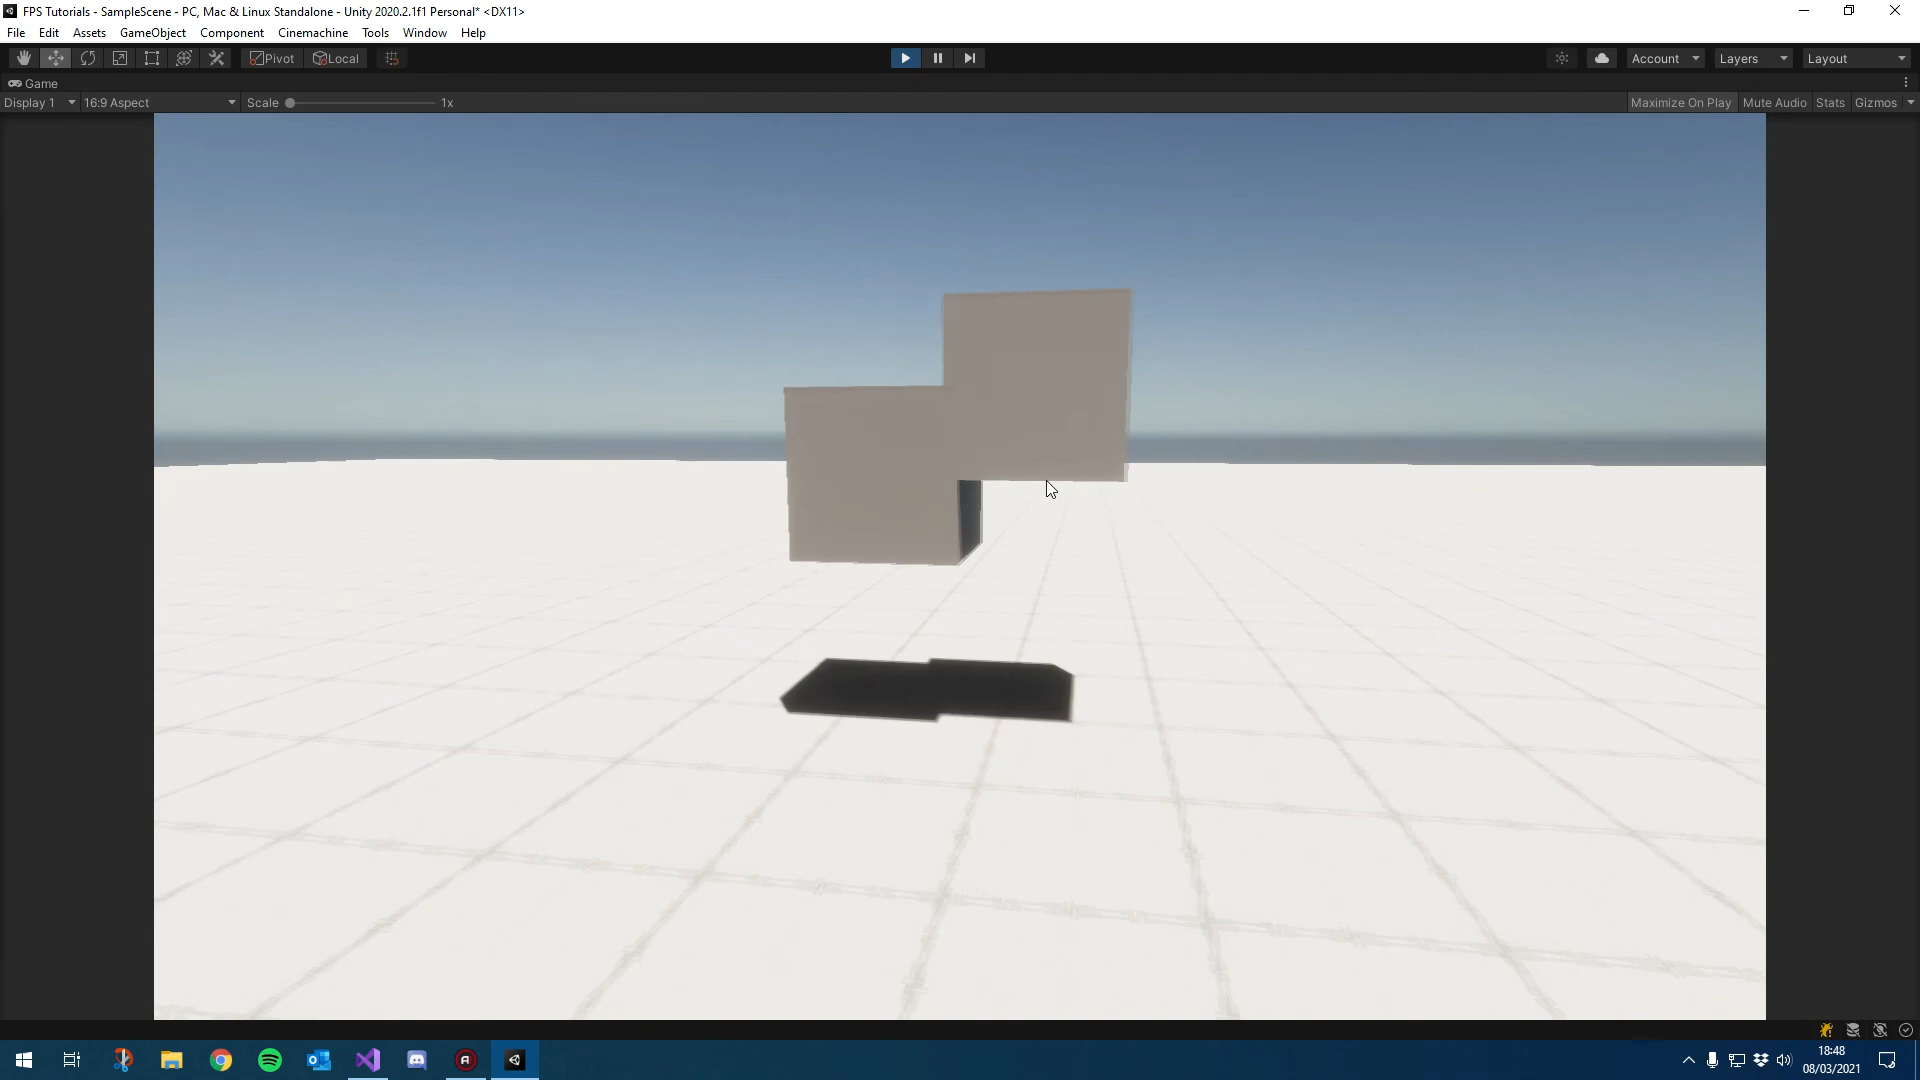 FPS Tutorials - SampleScene - PC, Mac & Linux Standalone - Unity 2020.2.1f1 Personal* <DX11>
File Edit Assets GameObject Component Cinemachine Tools Window Help
Pivot Local Account Layers Layout
Game
Display 1 16:9 Aspect Scale 1x Maximize On Play Mute Audio Stats Gizmos
18:48
08/03/2021